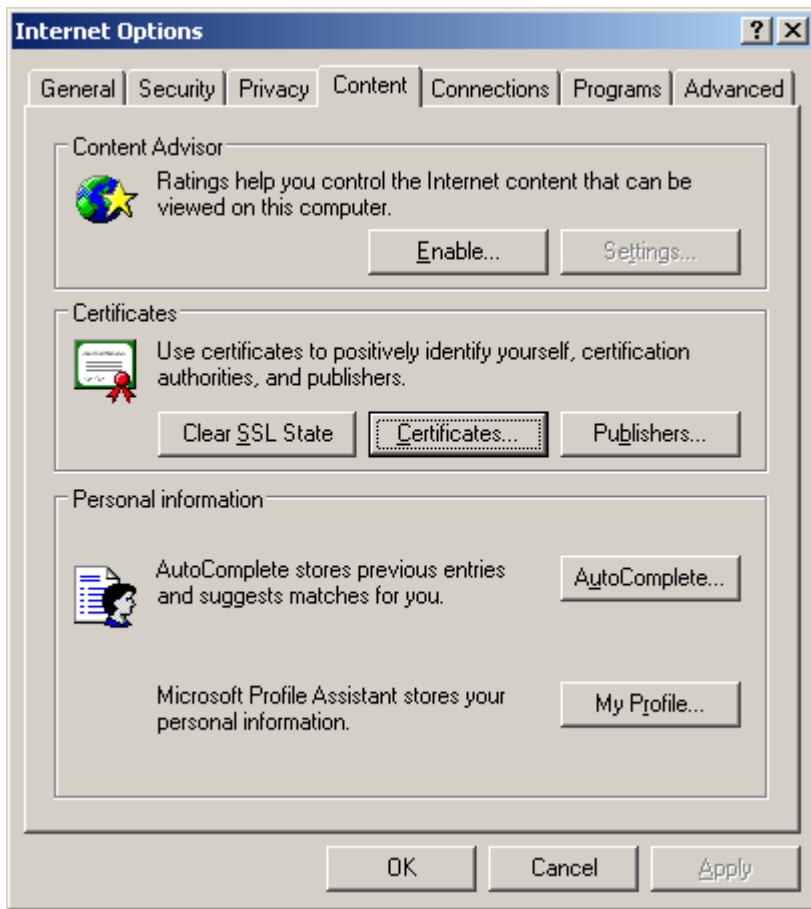 Internet Options
General Security Privacy Content Connections Programs Advanced
Content Advisor
Ratings help you control the Internet content that can be
viewed on this computer.
Enable... Settings...
Certificates
Use certificates to positively identify yourself, certification
authorities, and publishers.
Clear SSL State Certificates... Publishers...
Personal information
AutoComplete stores previous entries
and suggests matches for you.
AutoComplete...
Microsoft Profile Assistant stores your
personal information.
My Profile...
OK Cancel Apply